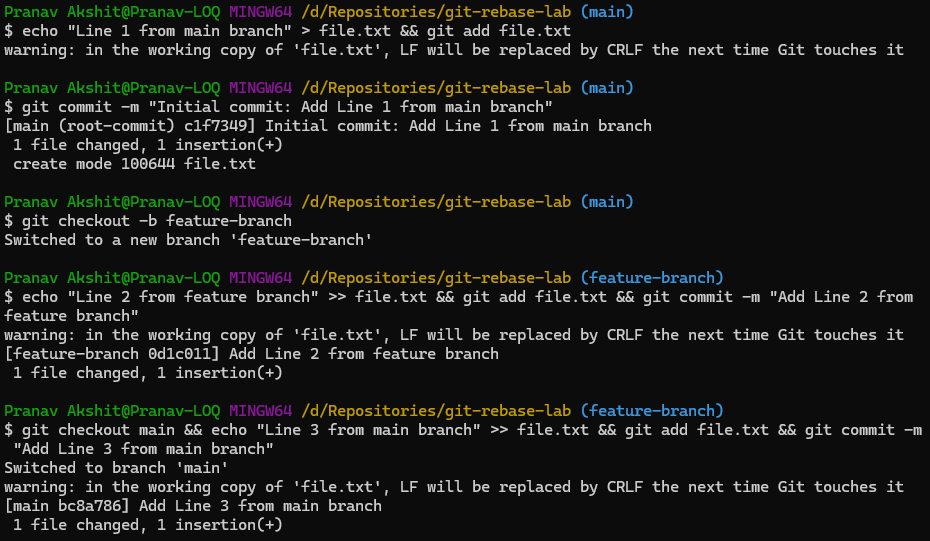 Pranav Akshit@Pranav-LOQ MINGW64 /d/Repositories/git-rebase-lab (main)
$ echo "Line 1 from main branch" > file.txt && git add file.txt
warning: in the working copy of 'file.txt', LF will be replaced by CRLF the next time Git touches it
Pranav Akshit@Pranav-LOQ MINGW64 /d/Repositories/git-rebase-lab (main)
$ git commit -m "Initial commit: Add Line 1 from main branch"
[main (root-commit) c1f7349] Initial commit: Add Line 1 from main branch
 1 file changed, 1 insertion(+)
 create mode 100644 file.txt
Pranav Akshit@Pranav-LOQ MINGW64 /d/Repositories/git-rebase-lab (main)
$ git checkout -b feature-branch
Switched to a new branch 'feature-branch'
Pranav Akshit@Pranav-LOQ MINGW64 /d/Repositories/git-rebase-lab (feature-branch)
$ echo "Line 2 from feature branch" >> file.txt && git add file.txt && git commit -m "Add Line 2 from
feature branch"
warning: in the working copy of 'file.txt', LF will be replaced by CRLF the next time Git touches it
[feature-branch 0d1c011] Add Line 2 from feature branch
 1 file changed, 1 insertion(+)
Pranav Akshit@Pranav-LOQ MINGW64 /d/Repositories/git-rebase-lab (feature-branch)
$ git checkout main && echo "Line 3 from main branch" >> file.txt && git add file.txt && git commit -m
 "Add Line 3 from main branch"
Switched to branch 'main'
warning: in the working copy of 'file.txt', LF will be replaced by CRLF the next time Git touches it
[main bc8a786] Add Line 3 from main branch
 1 file changed, 1 insertion(+)